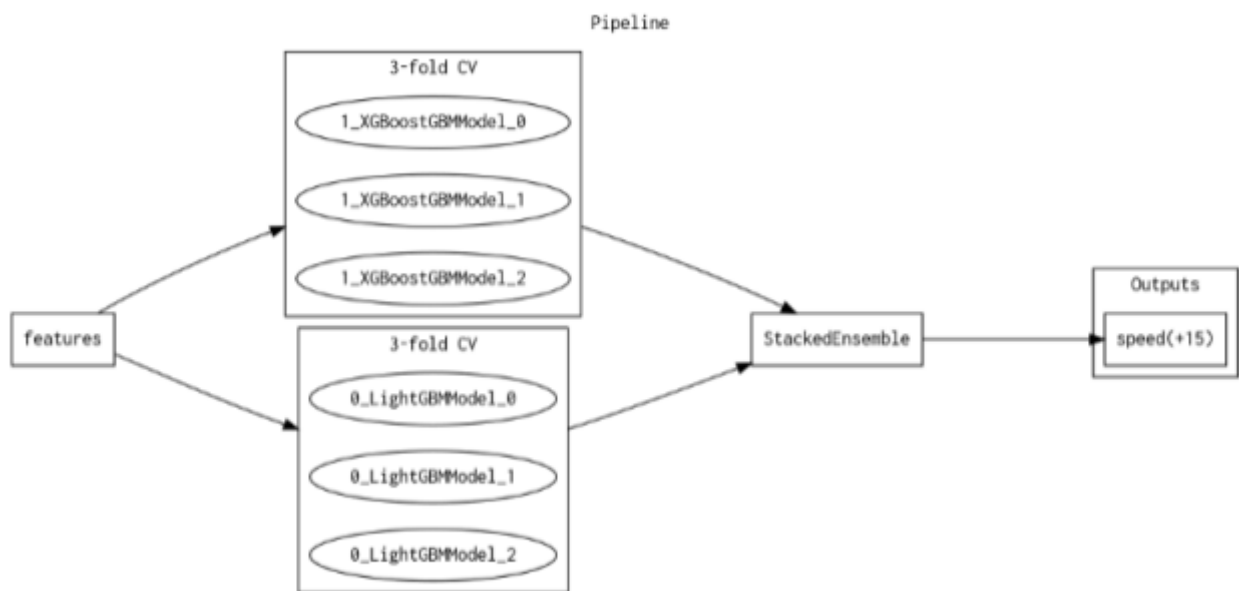 Pipeline
3-fold CV
1_XGBoostGBMModel_0
1_XGBoostGBMModel_1
1_XGBoostGBMModel_2
features
3-fold CV
0_LightGBMModel_0
0_LightGBMModel_1
0_LightGBMModel_2
StackedEnsemble
Outputs
speed(+15)